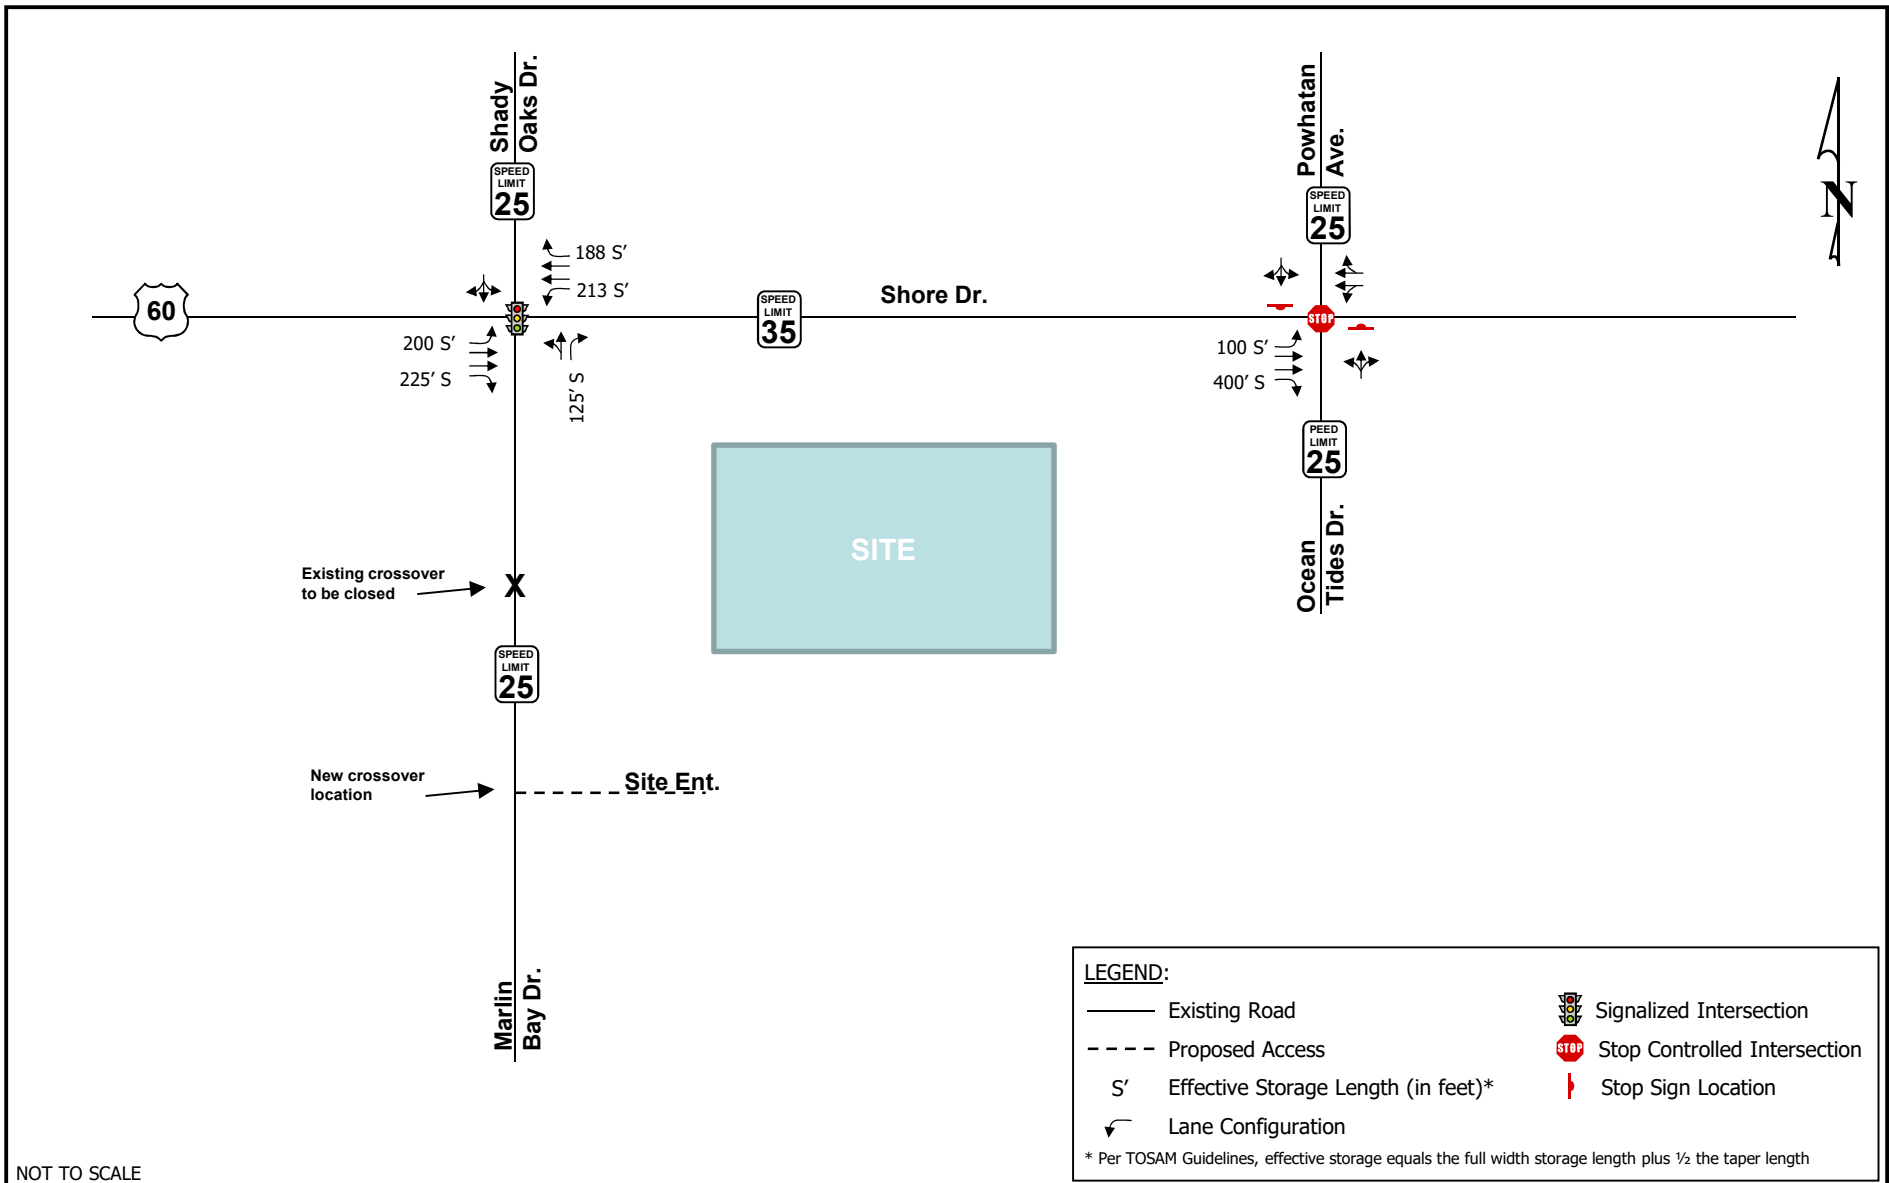 Shady
Oaks Dr.
SPEED
LIMIT
25
Powhatan
Ave.
SPEED
LIMIT
25
N
188 S’
213 S’
60
SPEED
LIMIT
35
Shore Dr.
STOP
200 S’
225’ S
125’ S
100 S’
400’ S
PEED
LIMIT
25
Ocean
Tides Dr.
SITE
Existing crossover
to be closed
X
SPEED
LIMIT
25
New crossover
location
Site Ent.
Marlin
Bay Dr.
LEGEND:
Existing Road
Signalized Intersection
Proposed Access
STOP Stop Controlled Intersection
S’ Effective Storage Length (in feet)*
Stop Sign Location
Lane Configuration
* Per TOSAM Guidelines, effective storage equals the full width storage length plus ½ the taper length
NOT TO SCALE